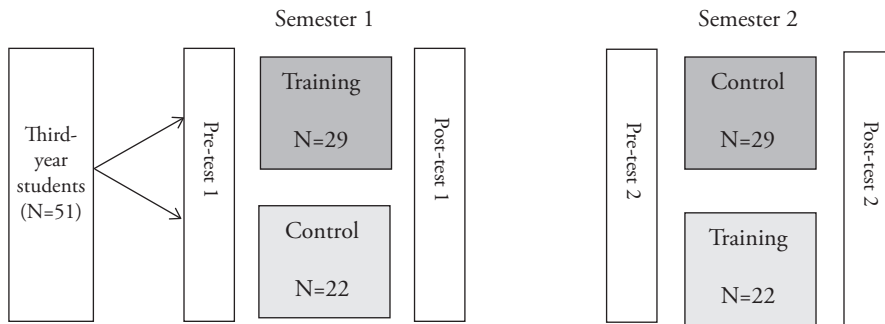 Semester 1
Semester 2
Third-
year
students
(N=51)
Pre-test 1
Training
N=29
Control
N=22
Post-test 1
Pre-test 2
Control
N=29
Training
N=22
Post-test 2